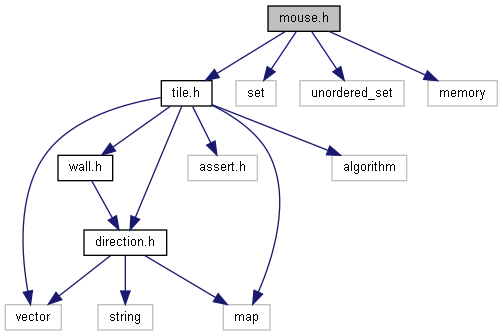 mouse.h
tile.h
set
unordered_set
memory
wall.h
assert.h
algorithm
direction.h
vector
string
map